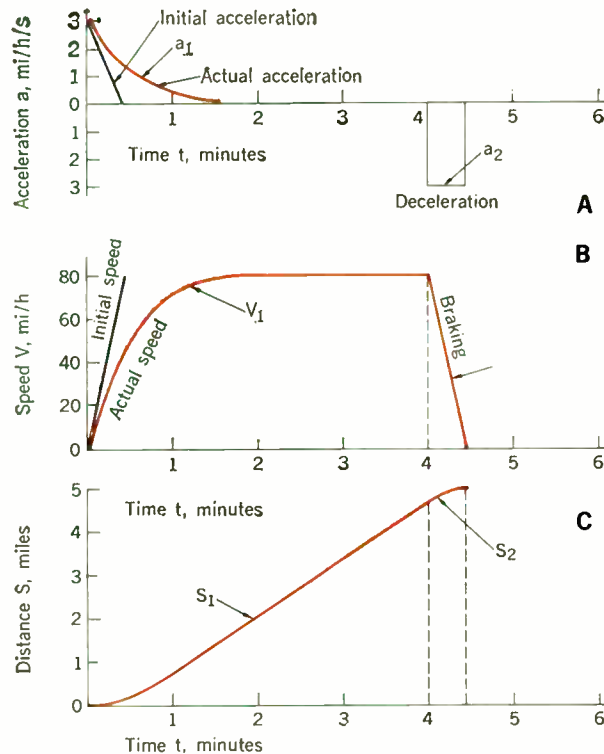 Acceleration a, mi/h/s
3
2
1
0
1
2
3
Initial acceleration
a1
Actual acceleration
1 2 3 4 5 6
Time t, minutes
a2
Deceleration
A
B
Speed V, mi/h
80
60
40
20
0
Initial speed
Actual speed
V1
Braking
1 2 3 4 5 6
Time t, minutes
C
Distance S, miles
5
4
3
2
1
0
S1
S2
1 2 3 4 5 6
Time t, minutes